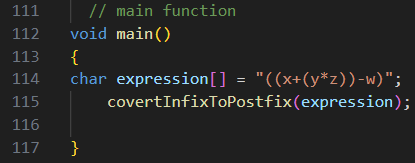 111 // main function
112 void main()
113 {
114 char expression[] = "((x+(y*z))-w)";
115 covertInfixToPostfix(expression);
116
117 }